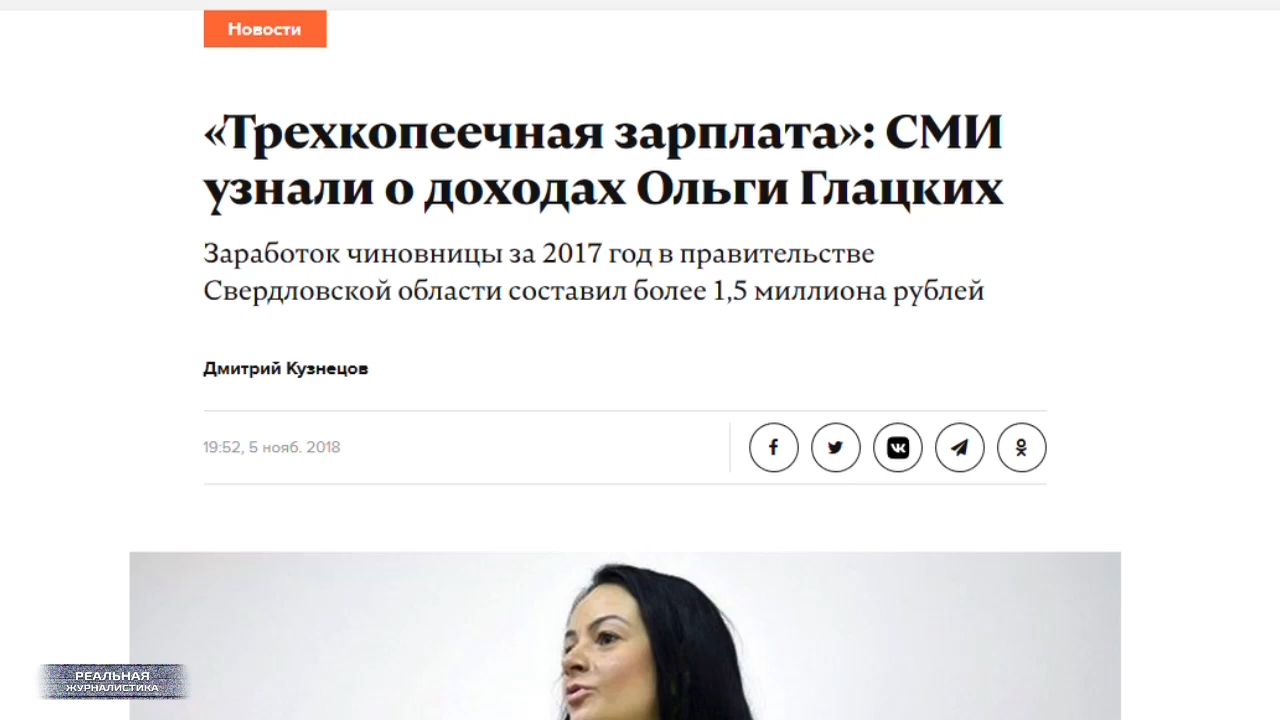 Новости
«Трехкопеечная зарплата»: СМИ
узнали о доходах Ольги Глацких
Заработок чиновницы за 2017 год в правительстве
Свердловской области составил более 1,5 миллиона рублей
Дмитрий Кузнецов
19:52, 5 нояб. 2018
РЕАЛЬНАЯ
ЖУРНАЛИСТИКА